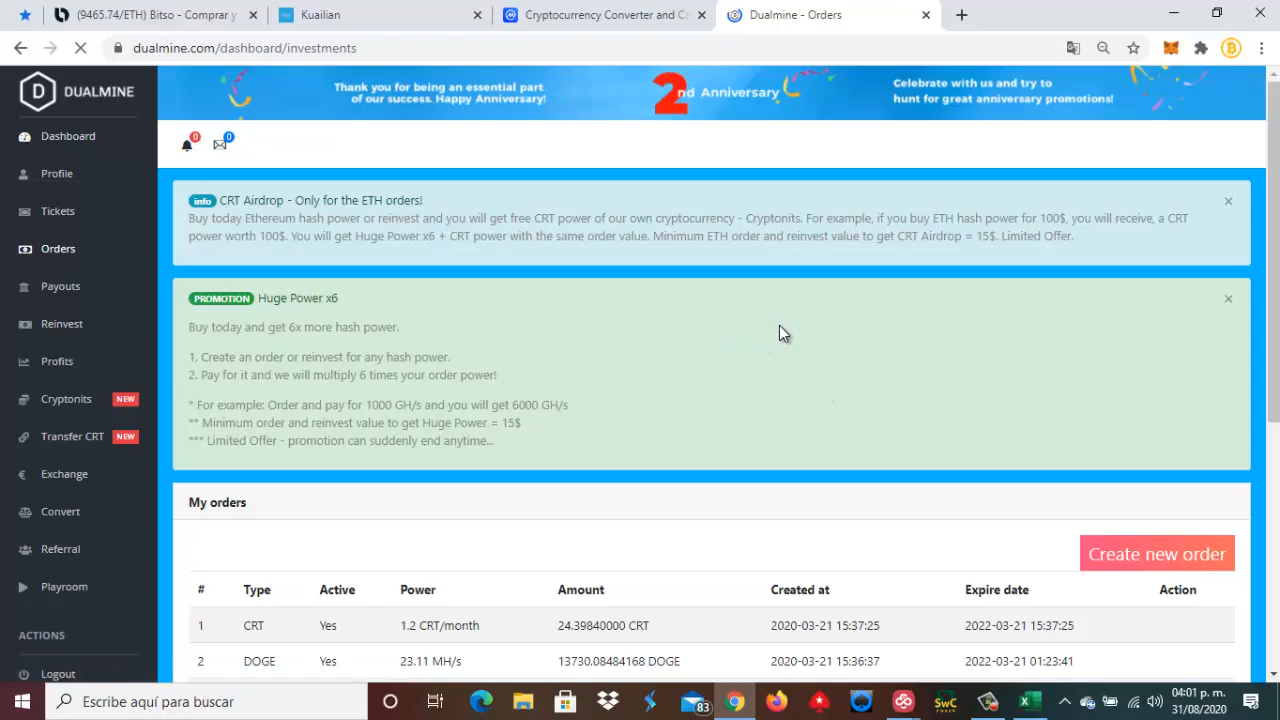 (9465.74/ETH) Bitso - Comprar y
Kuailian
Cryptocurrency Converter and Ca
Dualmine - Orders
dualmine.com/dashboard/investments
DUALMINE
Thank you for being an essential part
of our success. Happy Anniversary!
2nd Anniversary
Celebrate with us and try to
hunt for great anniversary promotions!
0
0
Dashboard
Profile
Tickets
Orders
Payouts
Reinvest
Profits
Cryptonits NEW
Transfer CRT NEW
Exchange
Convert
Referral
Playroom
ACTIONS
Logout
info CRT Airdrop - Only for the ETH orders! ×
Buy today Ethereum hash power or reinvest and you will get free CRT power of our own cryptocurrency - Cryptonits. For example, if you buy ETH hash power for 100$, you will receive, a CRT
power worth 100$. You will get Huge Power x6 + CRT power with the same order value. Minimum ETH order and reinvest value to get CRT Airdrop = 15$. Limited Offer.
PROMOTION Huge Power x6 ×
Buy today and get 6x more hash power.
1. Create an order or reinvest for any hash power.
2. Pay for it and we will multiply 6 times your order power!
* For example: Order and pay for 1000 GH/s and you will get 6000 GH/s
** Minimum order and reinvest value to get Huge Power = 15$
*** Limited Offer - promotion can suddenly end anytime...
My orders
Create new order
# Type Active Power Amount Created at Expire date Action
1 CRT Yes 1.2 CRT/month 24.39840000 CRT 2020-03-21 15:37:25 2022-03-21 15:37:25
2 DOGE Yes 23.11 MH/s 13730.08484168 DOGE 2020-03-21 15:36:37 2022-03-21 01:23:41
Escribe aquí para buscar
83
SwC
POKER
04:01 p. m.
31/08/2020